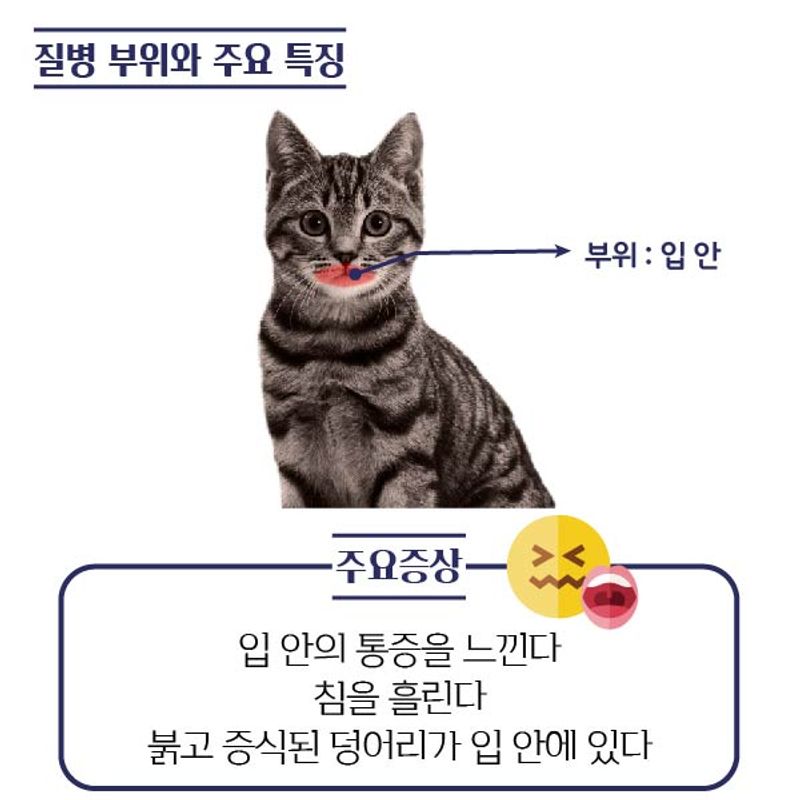 질병 부위와 주요 특징
부위 : 입 안
주요증상
입 안의 통증을 느낀다
침을 흘린다
붉고 증식된 덩어리가 입 안에 있다